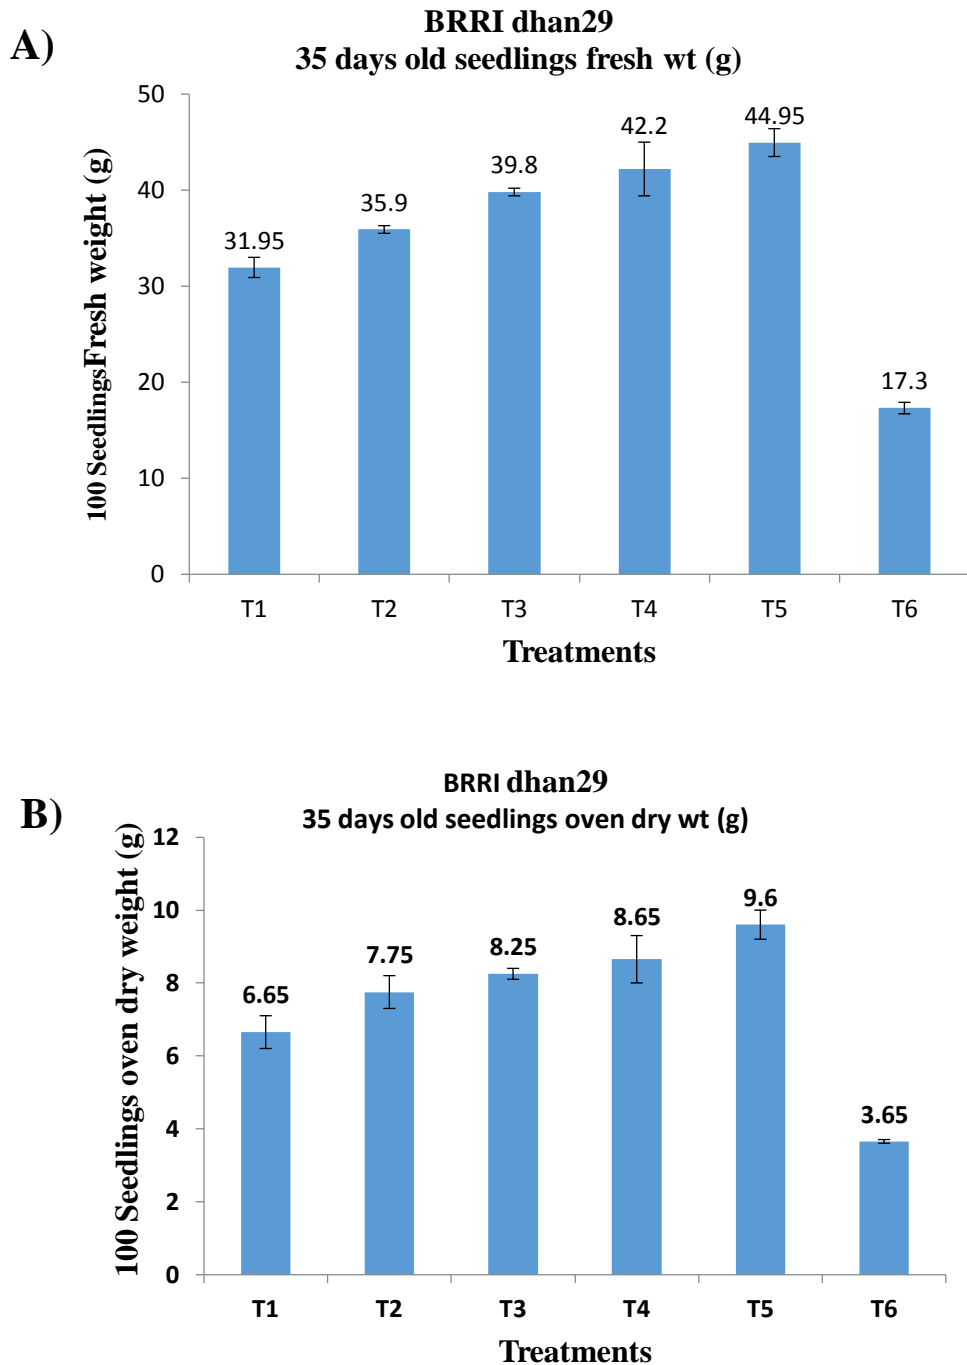 A)
BRRI dhan29
35 days old seedlings fresh wt (g)
100 SeedlingsFresh weight (g)
50
40
30
20
10
0
31.95
35.9
39.8
42.2
44.95
17.3
T1 T2 T3 T4 T5 T6
Treatments
B)
BRRI dhan29
35 days old seedlings oven dry wt (g)
100 Seedlings oven dry weight (g)
12
10
8
6
4
2
0
6.65
7.75
8.25
8.65
9.6
3.65
T1 T2 T3 T4 T5 T6
Treatments